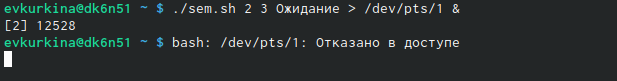 evkurkina@dk6n51 ~ $ ./sem.sh 2 3 Ожидание > /dev/pts/1 &
[2] 12528
evkurkina@dk6n51 ~ $ bash: /dev/pts/1: Отказано в доступе